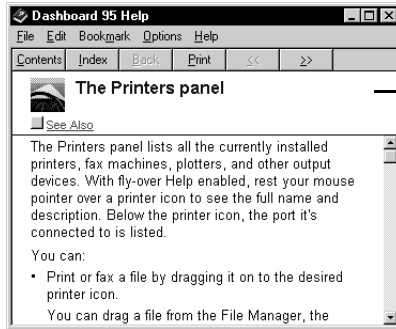 Dashboard 95 Help
File Edit Bookmark Options Help
Contents Index Back Print << >>
The Printers panel
See Also
The Printers panel lists all the currently installed
printers, fax machines, plotters, and other output
devices. With fly-over Help enabled, rest your mouse
pointer over a printer icon to see the full name and
description. Below the printer icon, the port it's
connected to is listed.
You can:
• Print or fax a file by dragging it on to the desired
printer icon.
You can drag a file from the File Manager, the